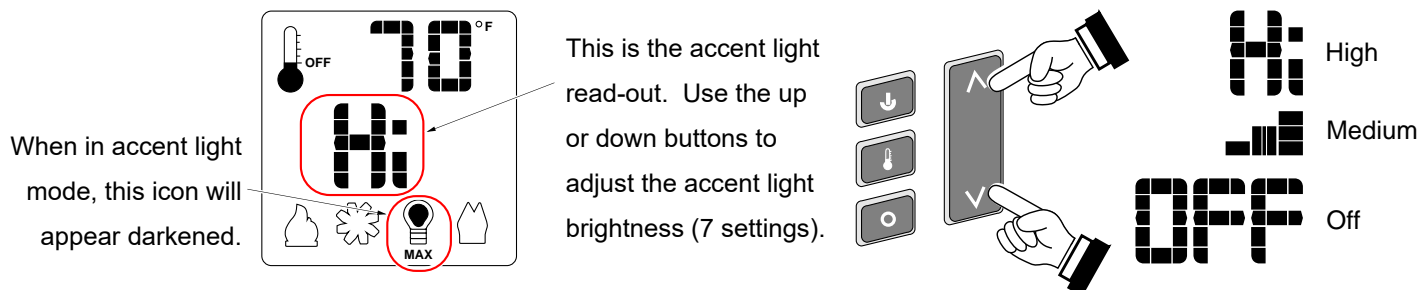 When in accent light
mode, this icon will
appear darkened.
70 °F
OFF
Hi
MAX
This is the accent light
read-out.  Use the up
or down buttons to
adjust the accent light
brightness (7 settings).
Hi High
Medium
OFF Off